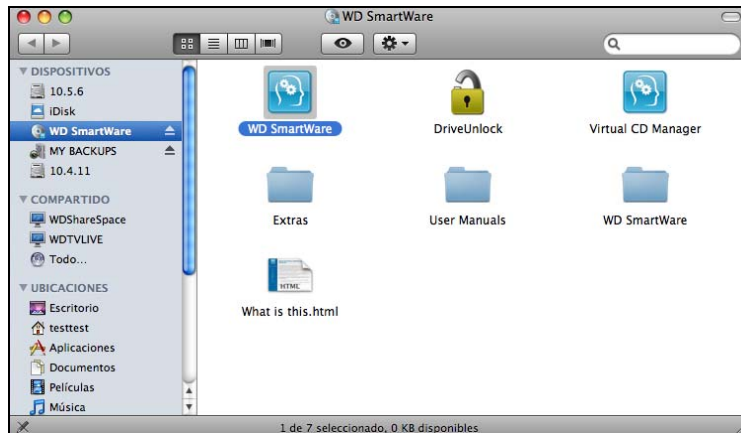 WD SmartWare
DISPOSITIVOS
10.5.6
iDisk
WD SmartWare
MY BACKUPS
10.4.11
COMPARTIDO
WDShareSpace
WDTVLIVE
Todo...
UBICACIONES
Escritorio
testtest
Aplicaciones
Documentos
Películas
Música
WD SmartWare
DriveUnlock
Virtual CD Manager
Extras
User Manuals
WD SmartWare
HTML
What is this.html
1 de 7 seleccionado, 0 KB disponibles